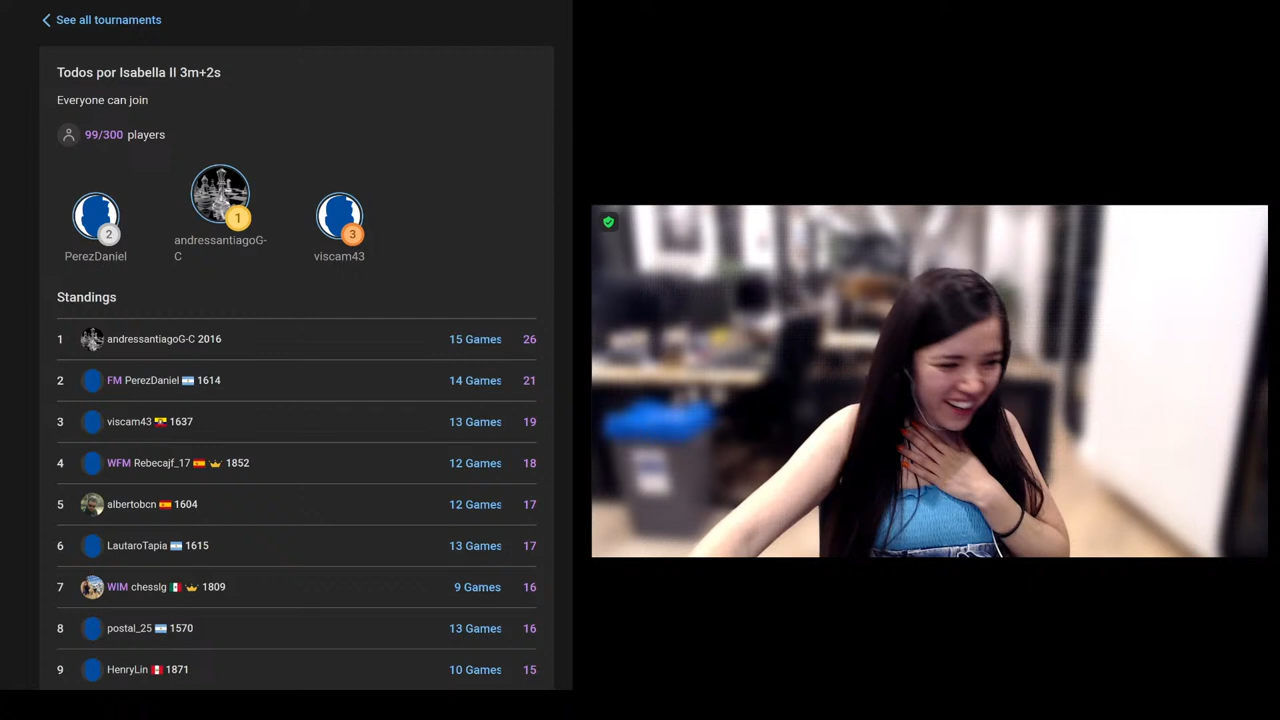 See all tournaments
Todos por Isabella II 3m+2s
Everyone can join
99/300 players
1
2
3
PerezDaniel
andressantiagoG-
C
viscam43
Standings
1 andressantiagoG-C 2016 15 Games 26
2 FM PerezDaniel 1614 14 Games 21
3 viscam43 1637 13 Games 19
4 WFM Rebecajf_17 1852 12 Games 18
5 albertobcn 1604 12 Games 17
6 LautaroTapia 1615 13 Games 17
7 WIM chesslg 1809 9 Games 16
8 postal_25 1570 13 Games 16
9 HenryLin 1871 10 Games 15